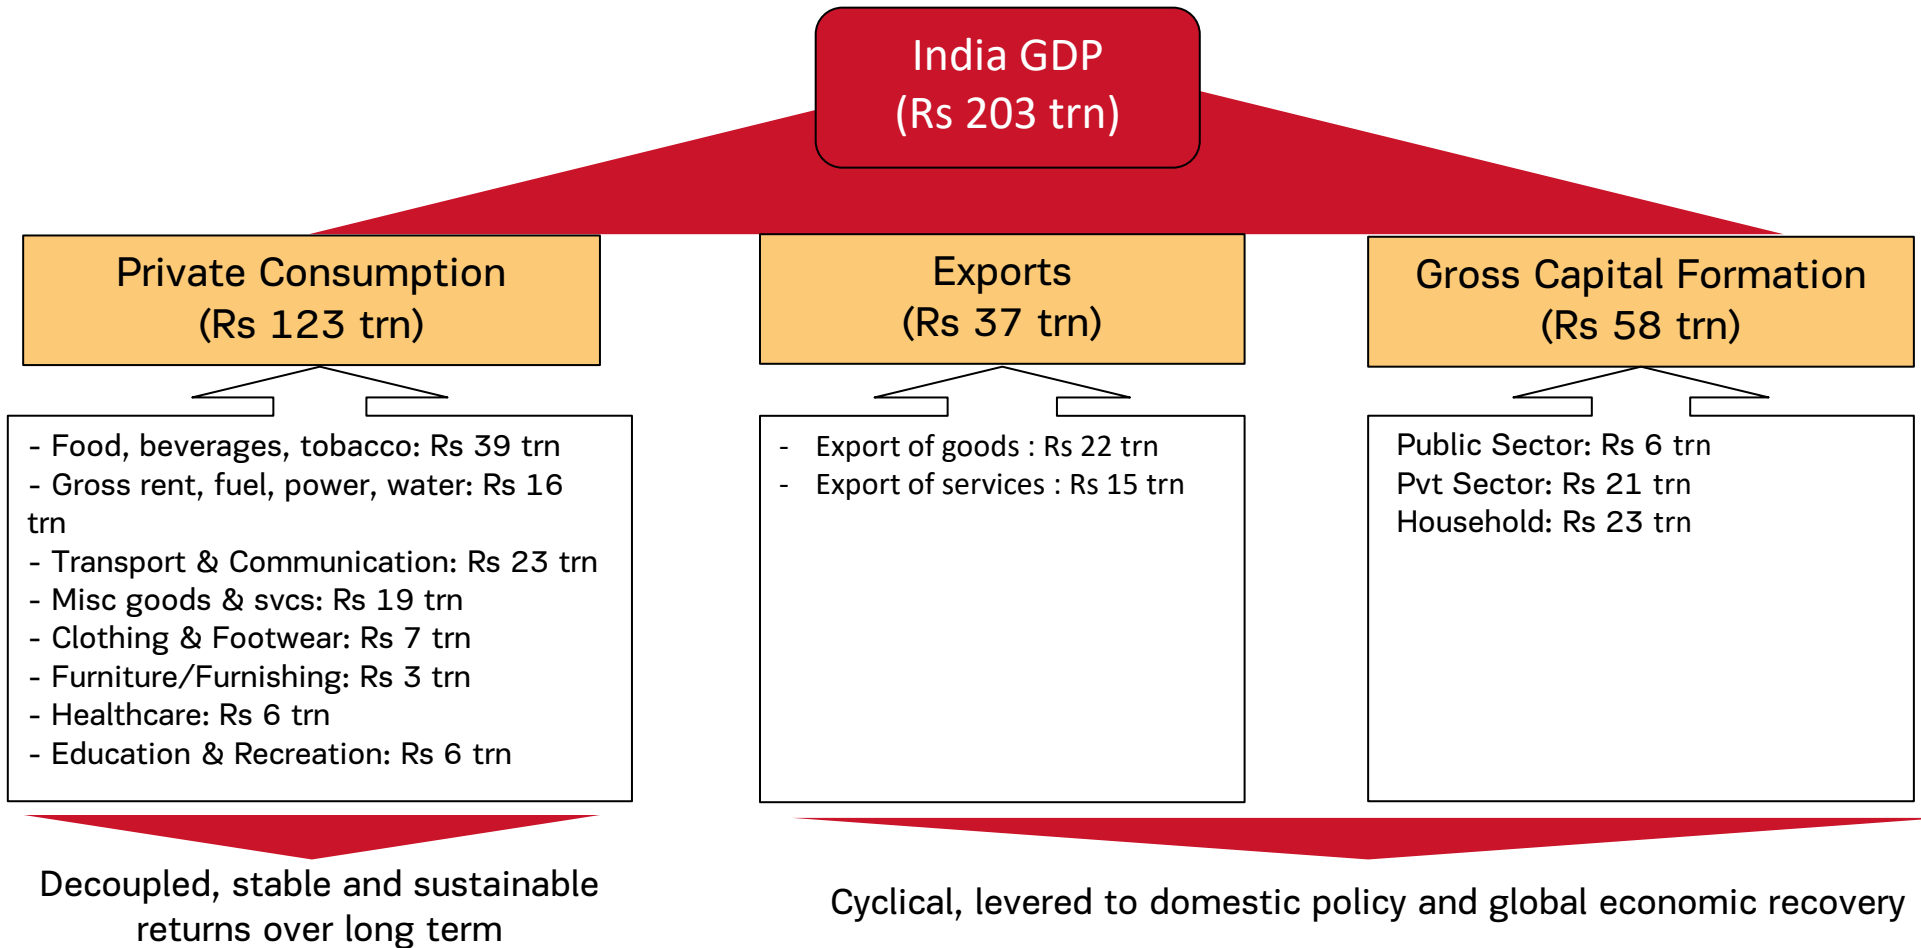 India GDP
(Rs 203 trn)
Private Consumption
(Rs 123 trn)
Exports
(Rs 37 trn)
Gross Capital Formation
(Rs 58 trn)
- Food, beverages, tobacco: Rs 39 trn
- Gross rent, fuel, power, water: Rs 16
trn
- Transport & Communication: Rs 23 trn
- Misc goods & svcs: Rs 19 trn
- Clothing & Footwear: Rs 7 trn
- Furniture/Furnishing: Rs 3 trn
- Healthcare: Rs 6 trn
- Education & Recreation: Rs 6 trn
- Export of goods : Rs 22 trn
- Export of services : Rs 15 trn
Public Sector: Rs 6 trn
Pvt Sector: Rs 21 trn
Household: Rs 23 trn
Decoupled, stable and sustainable
returns over long term
Cyclical, levered to domestic policy and global economic recovery